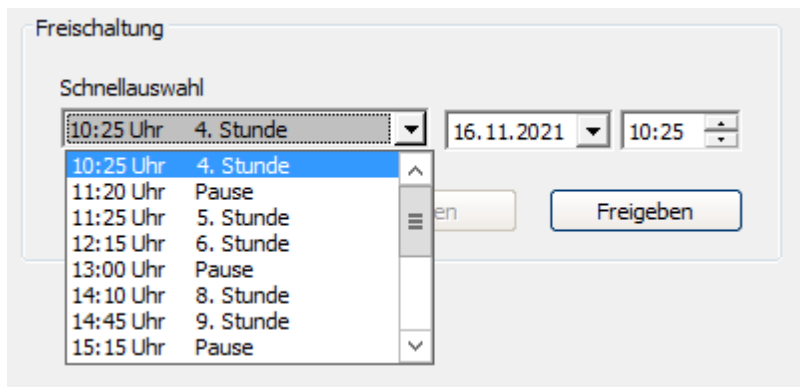 Freischaltung
Schnellauswahl
10:25 Uhr 4. Stunde 16.11.2021 10:25
10:25 Uhr 4. Stunde
11:20 Uhr Pause
11:25 Uhr 5. Stunde
en Freigeben
12:15 Uhr 6. Stunde
13:00 Uhr Pause
14:10 Uhr 8. Stunde
14:45 Uhr 9. Stunde
15:15 Uhr Pause